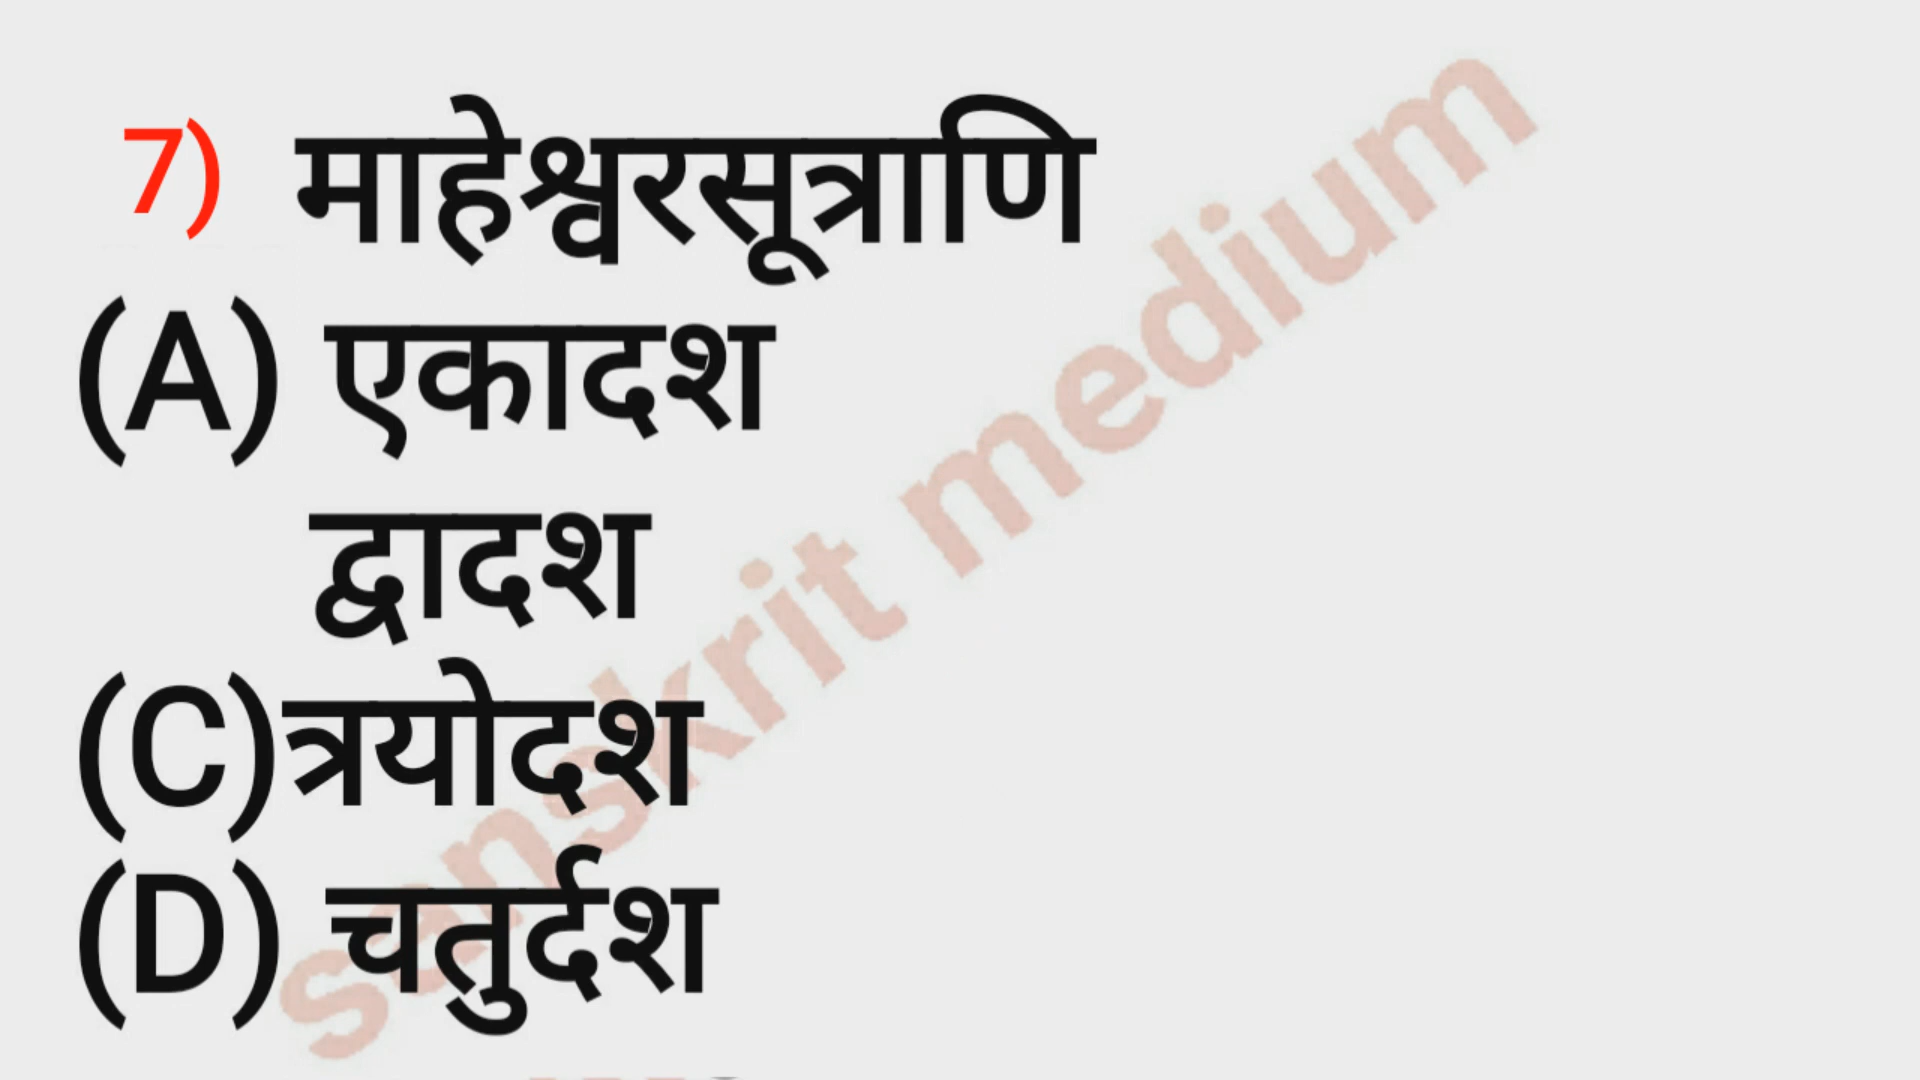 7) माहेश्वरसूत्राणि
(A) एकादश
द्वादश
(C)त्रयोदश
(D) चतुर्दश
sanskrit medium